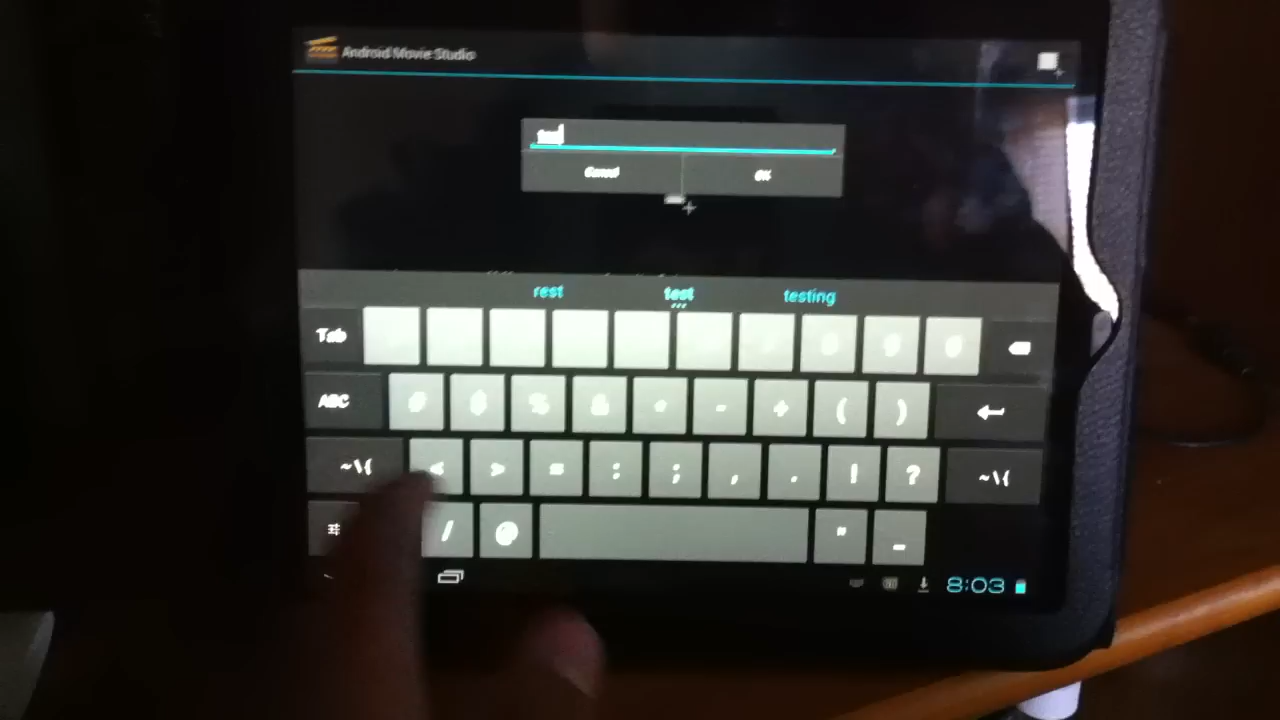 Android Movie Studio
test
Cancel OK
rest test testing
Tab
ABC # $ % & * - + ( )
~\{ < > = : ; , . ! ? ~\{
/ @ " _
8:03